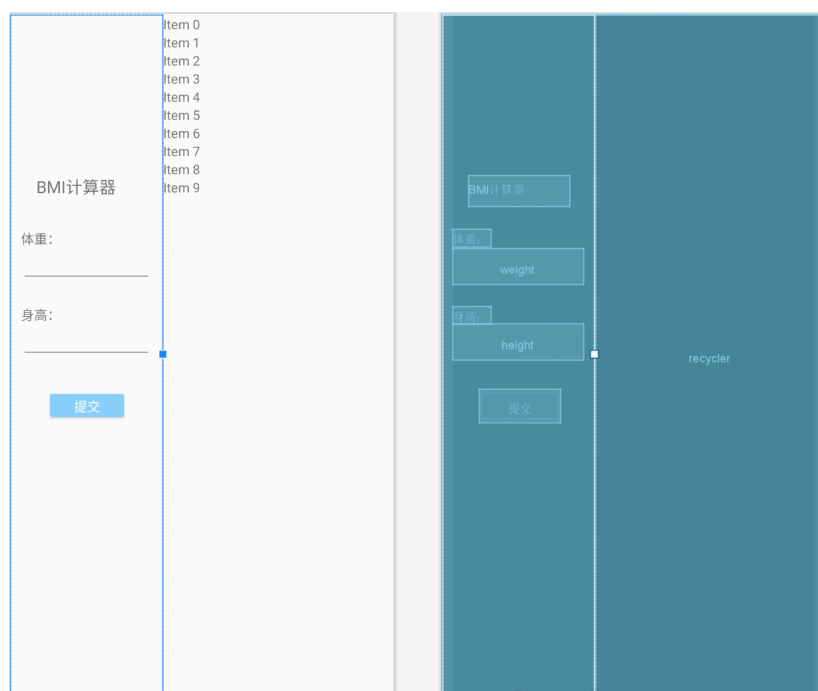 Item 0
Item 1
Item 2
Item 3
Item 4
Item 5
Item 6
Item 7
Item 8
Item 9
BMI计算器
体重：
身高：
提交
BMI计算器
体重：
weight
身高：
height
提交
recycler